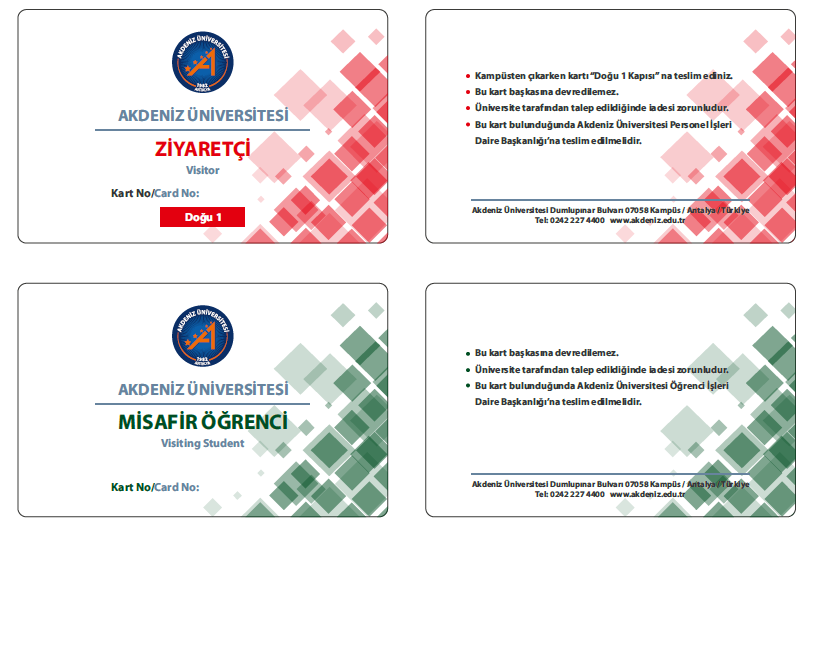 AKDENİZ ÜNİVERSİTESİ
1982
ANTALYA
AKDENİZ ÜNİVERSİTESİ
ZİYARETÇİ
Visitor
Kart No/Card No:
Doğu 1
Kampüsten çıkarken kartı “Doğu 1 Kapısı” na teslim ediniz.
Bu kart başkasına devredilemez.
Üniversite tarafından talep edildiğinde iadesi zorunludur.
Bu kart bulunduğunda Akdeniz Üniversitesi Personel İşleri
Daire Başkanlığı’na teslim edilmelidir.
Akdeniz Üniversitesi Dumlupınar Bulvarı 07058 Kampüs / Antalya / Türkiye
Tel: 0242 227 4400 www.akdeniz.edu.tr
AKDENİZ ÜNİVERSİTESİ
1982
ANTALYA
AKDENİZ ÜNİVERSİTESİ
MİSAFİR ÖĞRENCİ
Visiting Student
Kart No/Card No:
Bu kart başkasına devredilemez.
Üniversite tarafından talep edildiğinde iadesi zorunludur.
Bu kart bulunduğunda Akdeniz Üniversitesi Öğrenci İşleri
Daire Başkanlığı’na teslim edilmelidir.
Akdeniz Üniversitesi Dumlupınar Bulvarı 07058 Kampüs / Antalya / Türkiye
Tel: 0242 227 4400 www.akdeniz.edu.tr